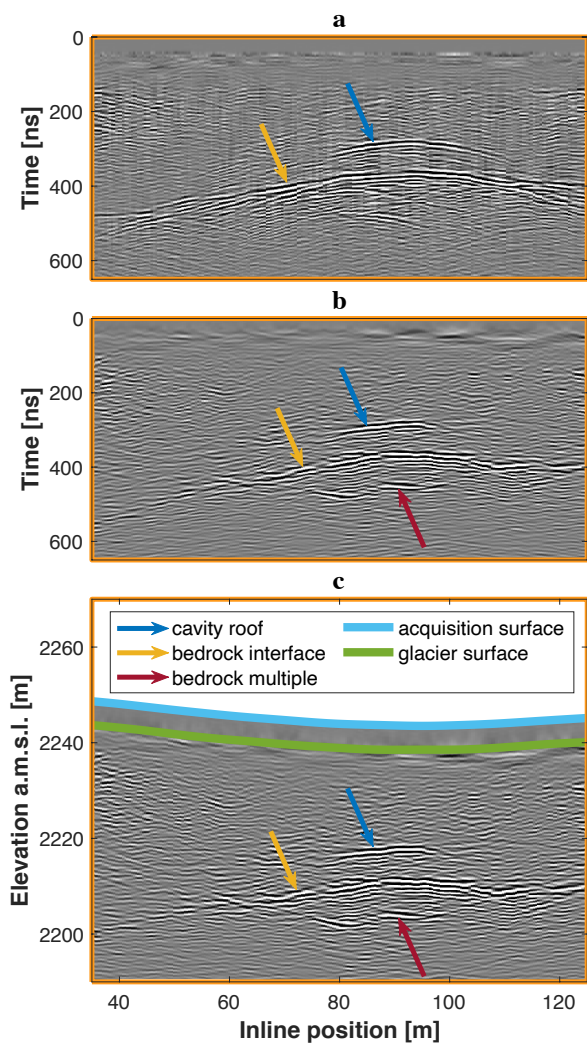 a
0
200
400
600
Time [ns]
b
0
200
400
600
Time [ns]
c
cavity roof
bedrock interface
bedrock multiple
acquisition surface
glacier surface
2260
2240
2220
2200
Elevation a.m.s.l. [m]
40 60 80 100 120
Inline position [m]